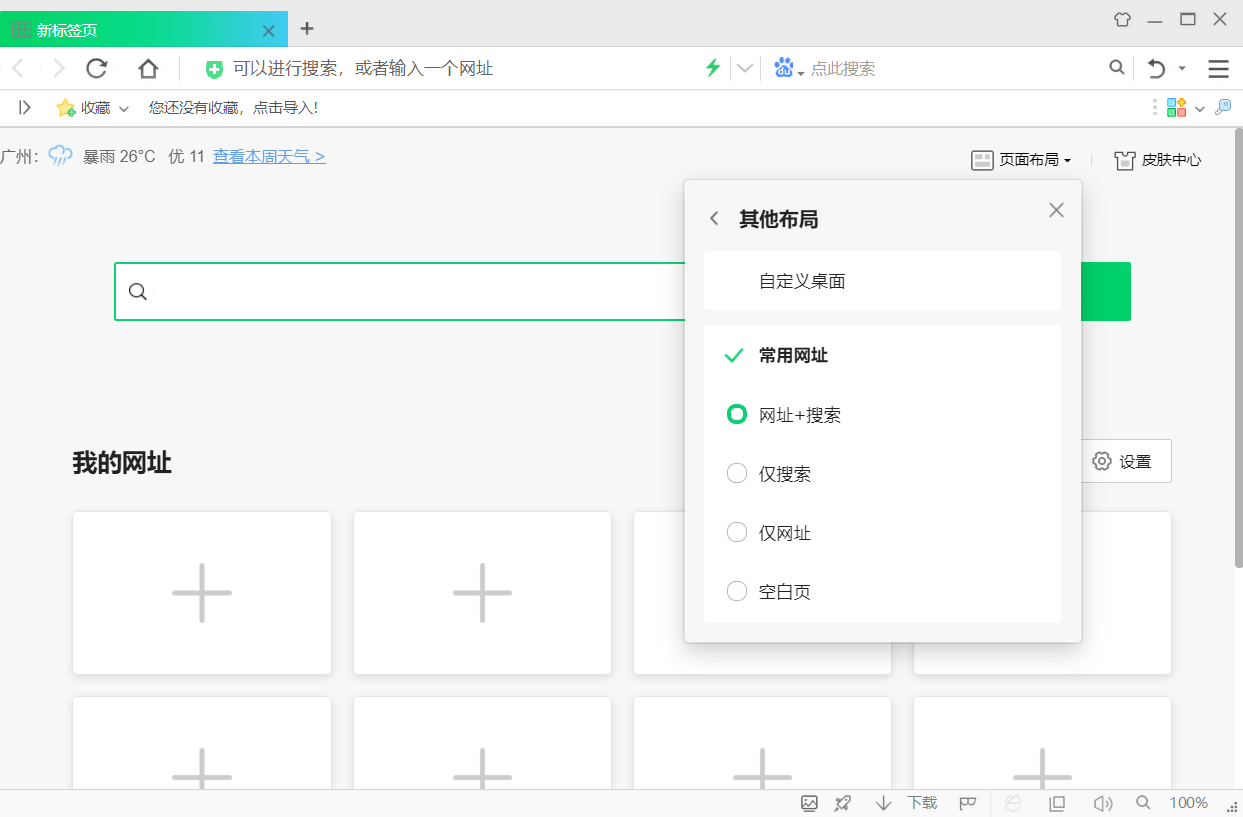 新标签页
可以进行搜索，或者输入一个网址
点此搜索
收藏
您还没有收藏，点击导入!
广州： 暴雨 26°C 优 11 查看本周天气 >
页面布局
皮肤中心
其他布局
自定义桌面
常用网址
网址+搜索
仅搜索
仅网址
空白页
我的网址
设置
下载
100%